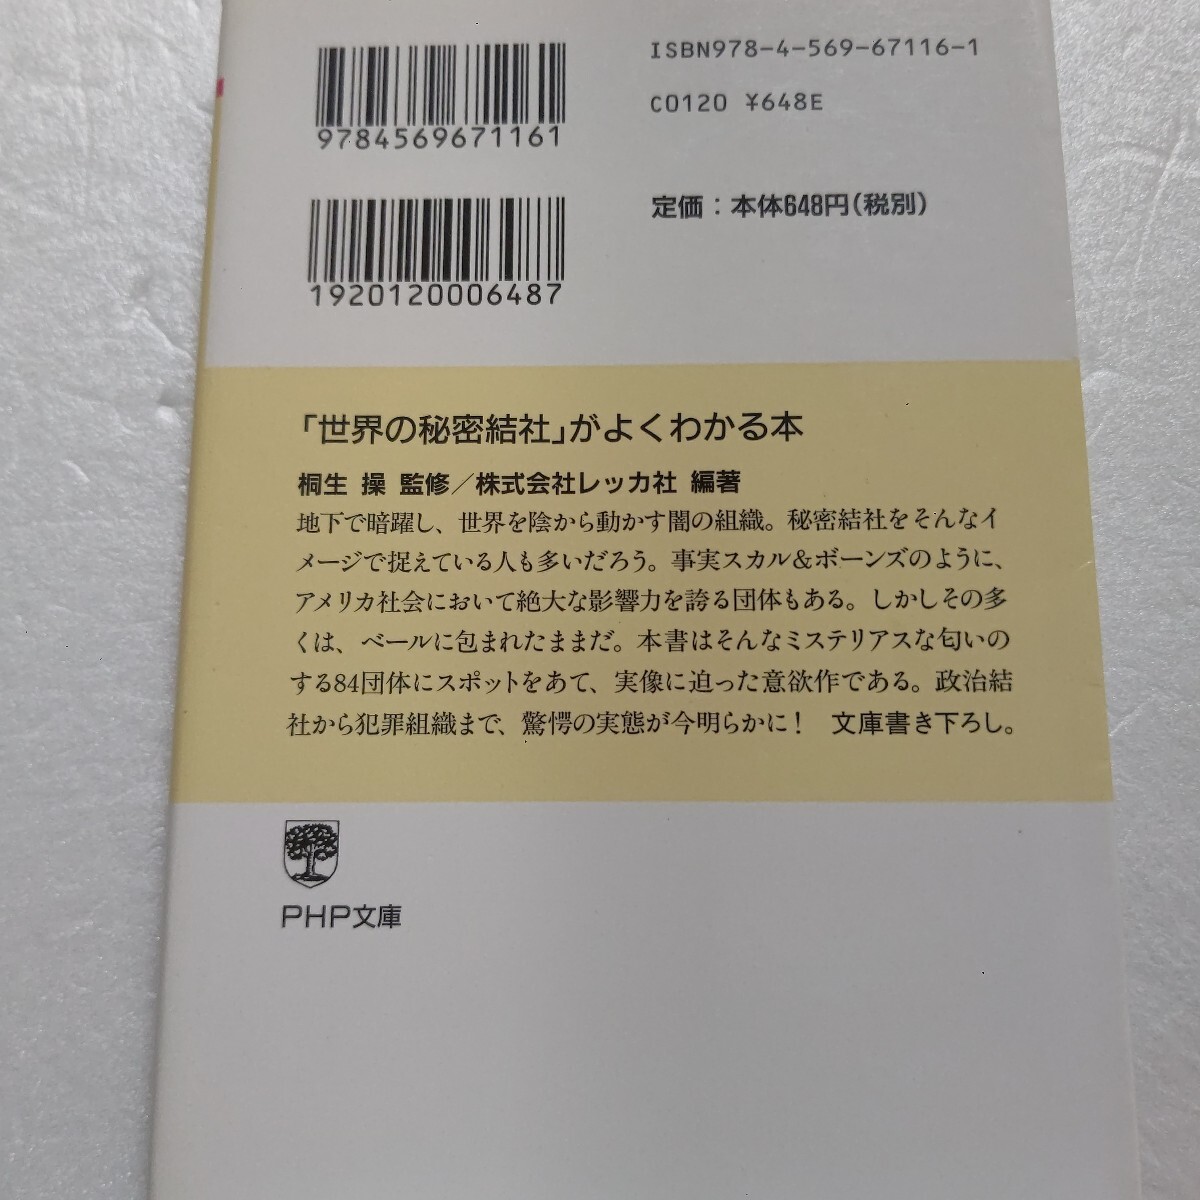 ISBN978-4-569-67116-1
C0120 ¥648E
9784569671161
定価：本体648円（税別）
1920120006487
「世界の秘密結社」がよくわかる本
桐生 操 監修／株式会社レッカ社 編著
地下で暗躍し、世界を陰から動かす闇の組織。秘密結社をそんなイ
メージで捉えている人も多いだろう。事実スカル&ボーンズのように、
アメリカ社会において絶大な影響力を誇る団体もある。しかしその多
くは、ベールに包まれたままだ。本書はそんなミステリアスな匂いの
する84団体にスポットをあて、実像に迫った意欲作である。政治結
社から犯罪組織まで、驚愕の実態が今明らかに！ 文庫書き下ろし。
PHP文庫